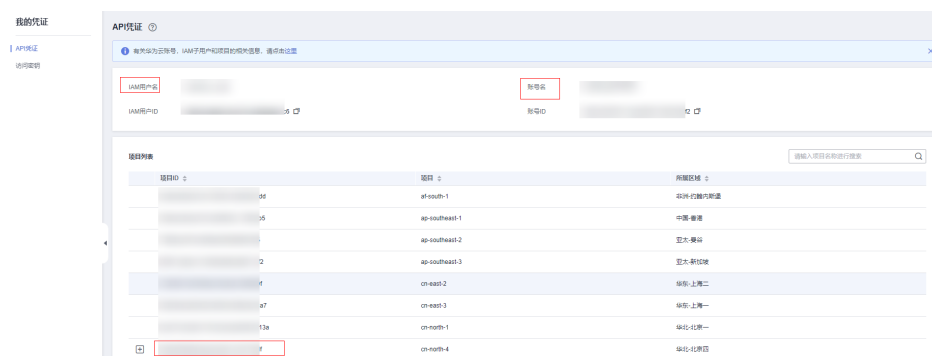 我的凭证
API凭证
访问密钥
API凭证
有关华为云账号、IAM子用户和项目的相关信息，请点击这里
IAM用户名
账号名
IAM用户ID c6
账号ID f2
项目列表
请输入项目名称进行搜索
项目ID 项目 所属区域
dd af-south-1 非洲-约翰内斯堡
b5 ap-southeast-1 中国-香港
ap-southeast-2 亚太-曼谷
f2 ap-southeast-3 亚太-新加坡
f cn-east-2 华东-上海二
a7 cn-east-3 华东-上海一
13a cn-north-1 华北-北京一
f cn-north-4 华北-北京四